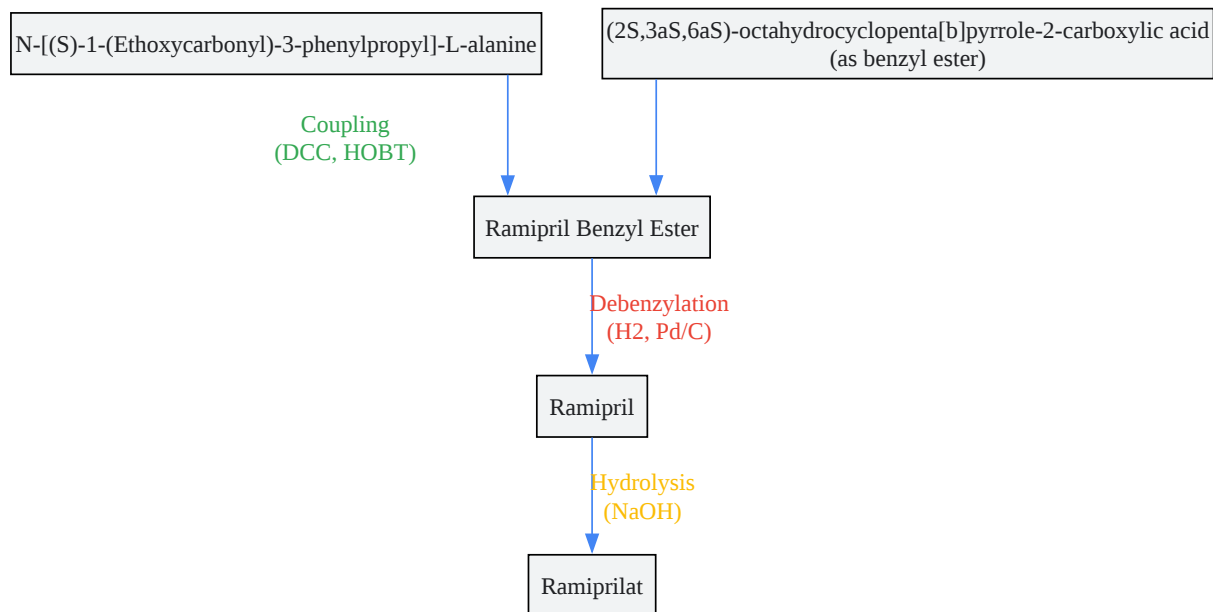 N-[(S)-1-(Ethoxycarbonyl)-3-phenylpropyl]-L-alanine
(2S,3aS,6aS)-octahydrocyclopenta[b]pyrrole-2-carboxylic acid
(as benzyl ester)
Coupling
(DCC, HOBT)
Ramipril Benzyl Ester
Debenzylation
(H2, Pd/C)
Ramipril
Hydrolysis
(NaOH)
Ramiprilat